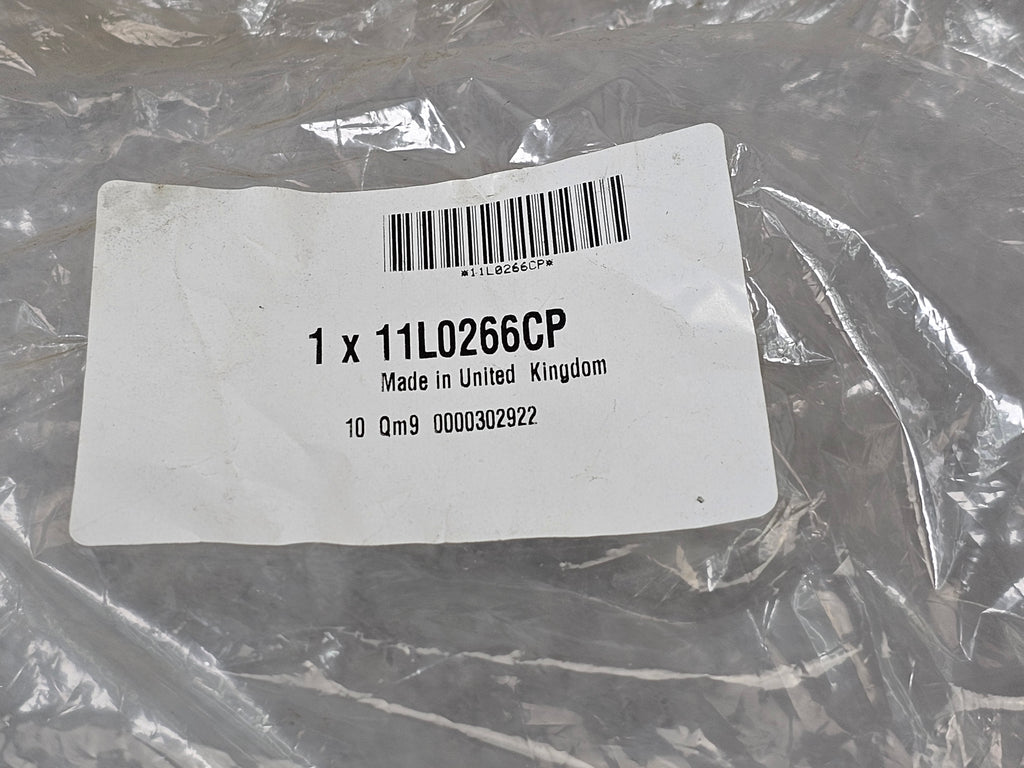 *11L0266CP*
1 x 11L0266CP
Made in United Kingdom
10 Qm9 0000302922